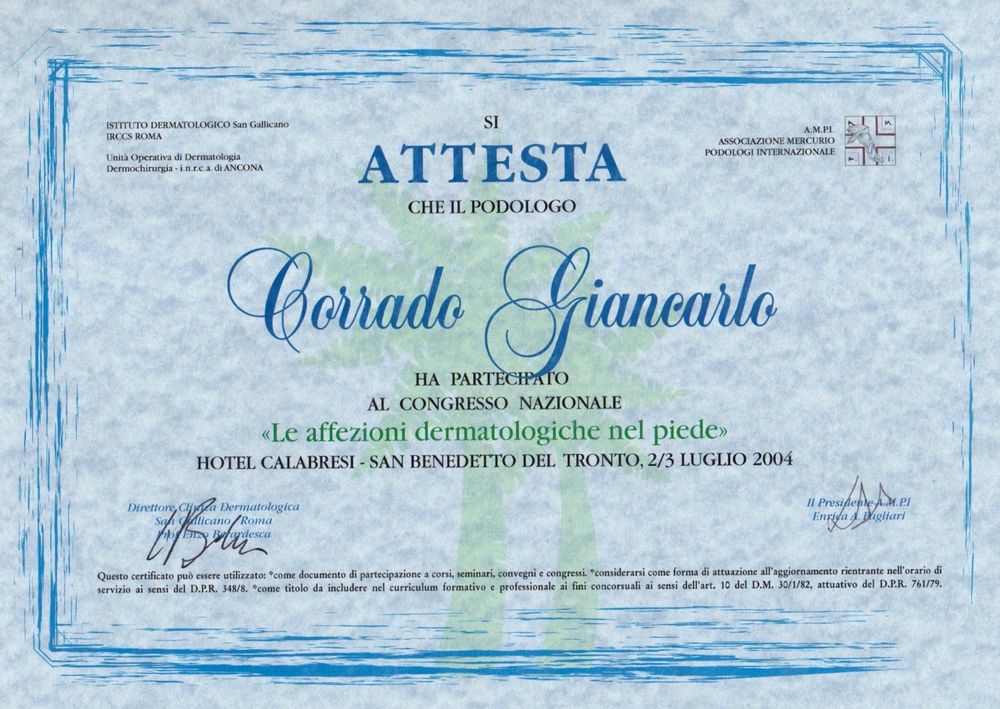 ISTITUTO DERMATOLOGICO San Gallicano
IRCCS ROMA
Unità Operativa di Dermatologia
Dermochirurgia - i.n.r.c.a. di ANCONA
A.M.P.I.
ASSOCIAZIONE MERCURIO
PODOLOGI INTERNAZIONALE
SI
ATTESTA
CHE IL PODOLOGO
Corrado Giancarlo
HA PARTECIPATO
AL CONGRESSO NAZIONALE
«Le affezioni dermatologiche nel piede»
HOTEL CALABRESI - SAN BENEDETTO DEL TRONTO, 2/3 LUGLIO 2004
Direttore Clinica Dermatologica
San Gallicano Roma
Prof Enzo Berardesca
Il Presidente A.M.P.I
Enrica A. Pagliari
Questo certificato può essere utilizzato: *come documento di partecipazione a corsi, seminari, convegni e congressi. *considerarsi come forma di attuazione all'aggiornamento rientrante nell'orario di
servizio ai sensi del D.P.R. 348/8. *come titolo da includere nel curriculum formativo e professionale ai fini concorsuali ai sensi dell'art. 10 del D.M. 30/1/82, attuativo del D.P.R. 761/79.